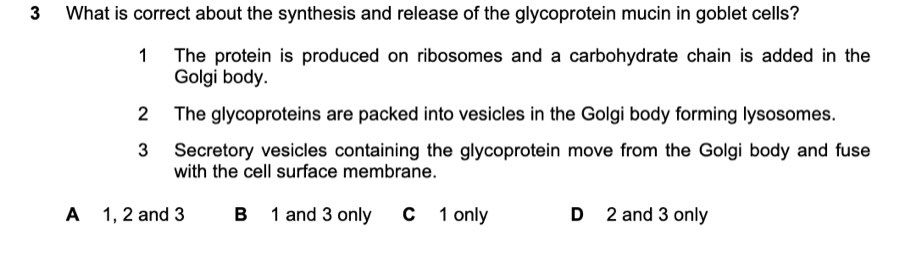 3 What is correct about the synthesis and release of the glycoprotein mucin in goblet cells?
1 The protein is produced on ribosomes and a carbohydrate chain is added in the
Golgi body.
2 The glycoproteins are packed into vesicles in the Golgi body forming lysosomes.
3 Secretory vesicles containing the glycoprotein move from the Golgi body and fuse
with the cell surface membrane.
A 1, 2 and 3 B 1 and 3 only C 1 only D 2 and 3 only